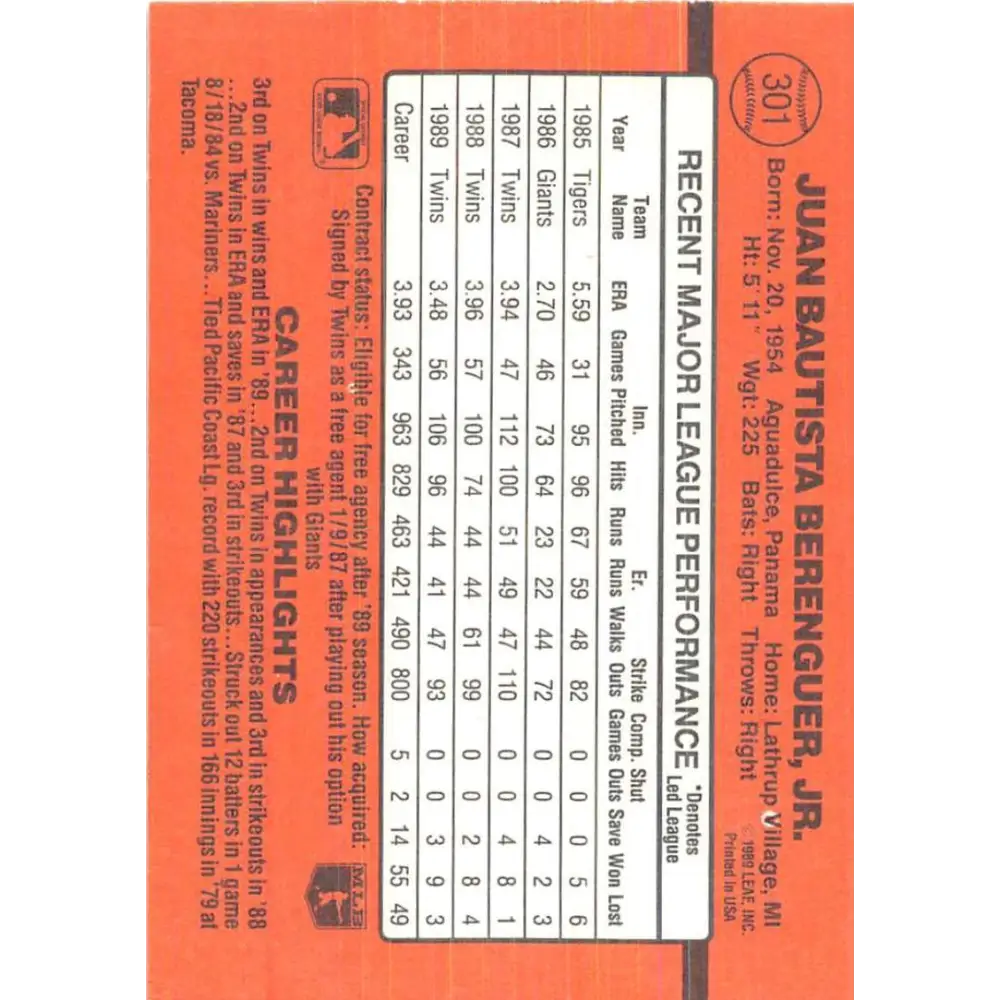 301
JUAN BAUTISTA BERENGUER, JR.
Born: Nov. 20, 1954 Aguadulce, Panama Home: Lathrup Village, MI
Ht: 5'11" Wgt: 225 Bats: Right Throws: Right
© 1989 LEAF, INC.
Printed in USA
RECENT MAJOR LEAGUE PERFORMANCE
*Denotes
Led League
Team Inn. Er. Strike Comp. Shut
Year Name ERA Games Pitched Hits Runs Runs Walks Outs Games Outs Save Won Lost
1985 Tigers 5.59 31 95 96 67 59 48 82 0 0 0 5 6
1986 Giants 2.70 46 73 64 23 22 44 72 0 0 4 2 3
1987 Twins 3.94 47 112 100 51 49 47 110 0 0 4 8 1
1988 Twins 3.96 57 100 74 44 44 61 99 0 0 2 8 4
1989 Twins 3.48 56 106 96 44 41 47 93 0 0 3 9 3
Career 3.93 343 963 829 463 421 490 800 5 2 14 55 49
Contract status: Eligible for free agency after '89 season. How acquired:
Signed by Twins as a free agent 1/9/87 after playing out his option
with Giants
MLB
CAREER HIGHLIGHTS
3rd on Twins in wins and ERA in '89...2nd on Twins in appearances and 3rd in strikeouts in '88
...2nd on Twins in ERA and saves in '87 and 3rd in strikeouts...Struck out 12 batters in 1 game
8/18/84 vs. Mariners...Tied Pacific Coast Lg. record with 220 strikeouts in 166 innings in '79 at
Tacoma.